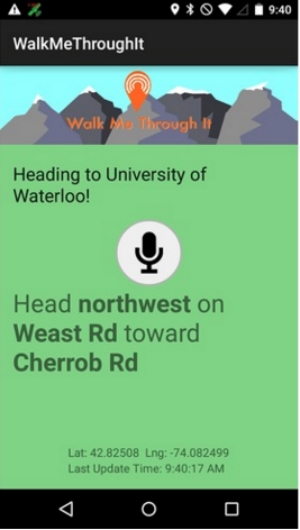 9:40
WalkMeThroughIt
Walk Me Through It
Heading to University of
Waterloo!
Head northwest on
Weast Rd toward
Cherrob Rd
Lat: 42.82508 Lng: -74.082499
Last Update Time: 9:40:17 AM